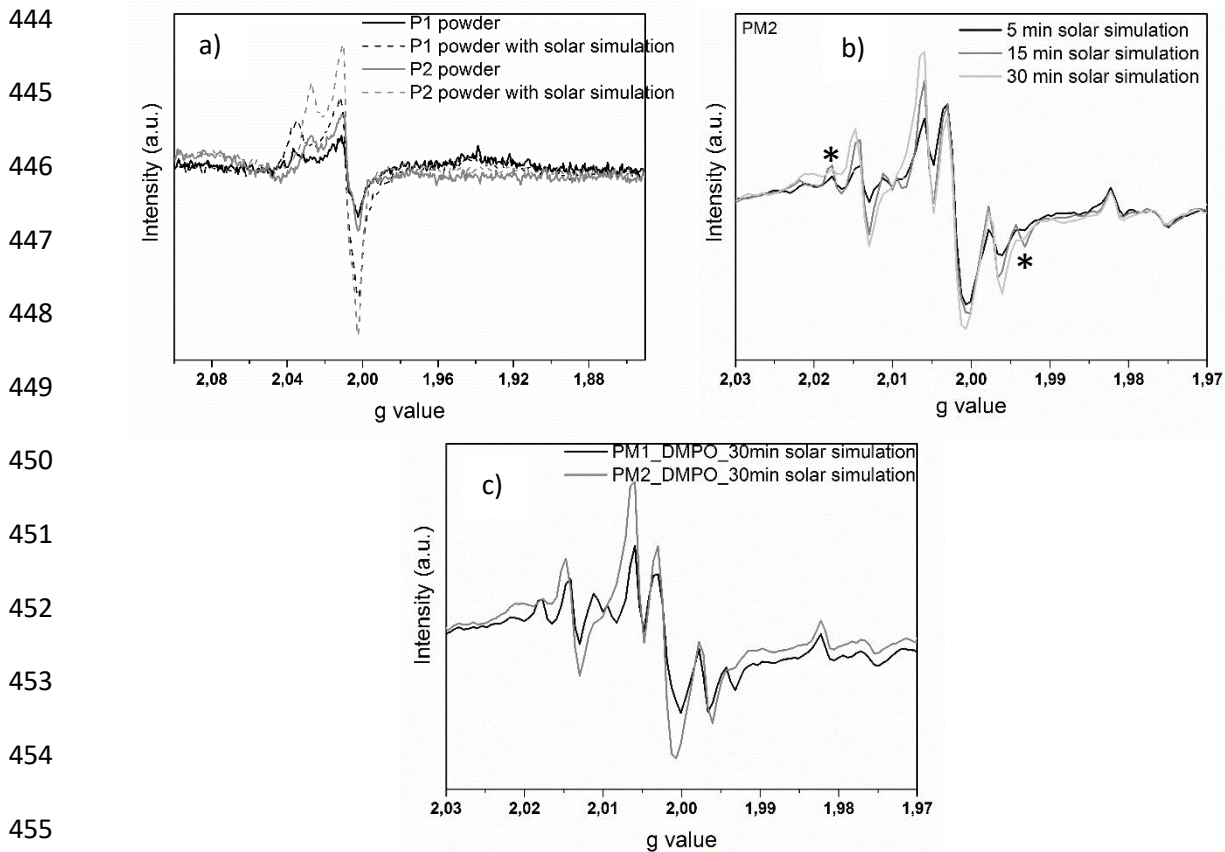 444
445
446
447
448
449
450
451
452
453
454
455
a)
P1 powder
P1 powder with solar simulation
P2 powder
P2 powder with solar simulation
Intensity (a.u.)
2,08 2,04 2,00 1,96 1,92 1,88
g value
PM2
b)
5 min solar simulation
15 min solar simulation
30 min solar simulation
*
*
Intensity (a.u.)
2,03 2,02 2,01 2,00 1,99 1,98 1,97
g value
c)
PM1_DMPO_30min solar simulation
PM2_DMPO_30min solar simulation
Intensity (a.u.)
2,03 2,02 2,01 2,00 1,99 1,98 1,97
g value